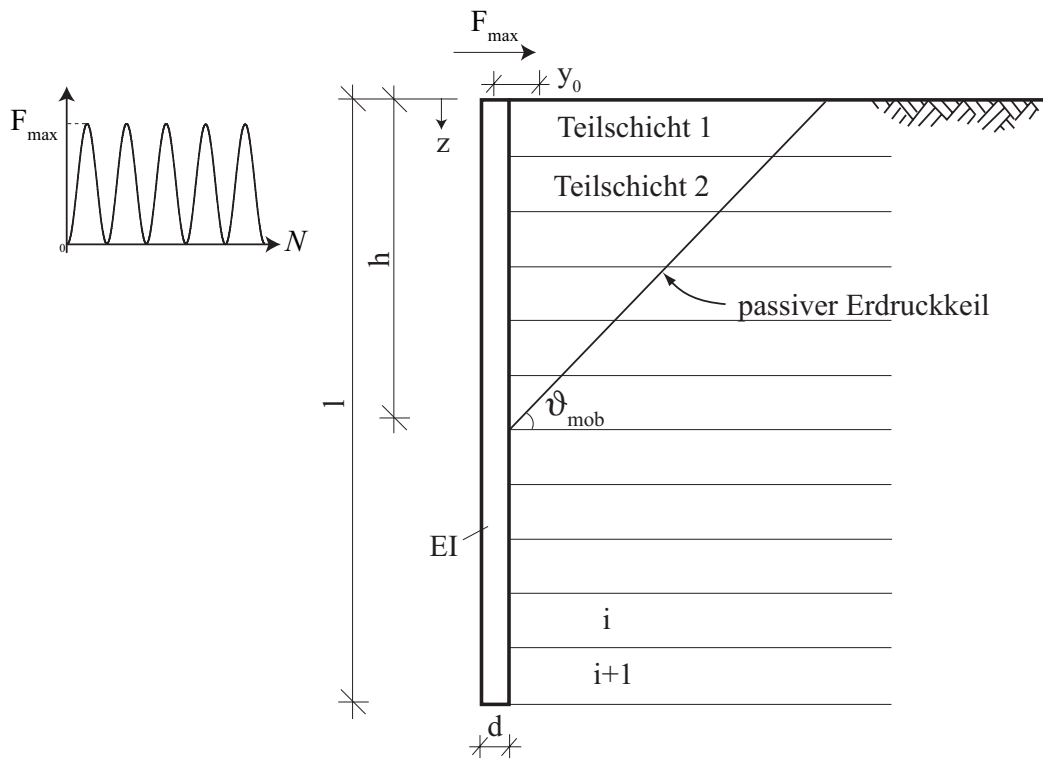 F_max
y_0
F_max
0
N
z
Teilschicht 1
Teilschicht 2
h
passiver Erdruckkeil
l
ϑ_mob
EI
i
i+1
d